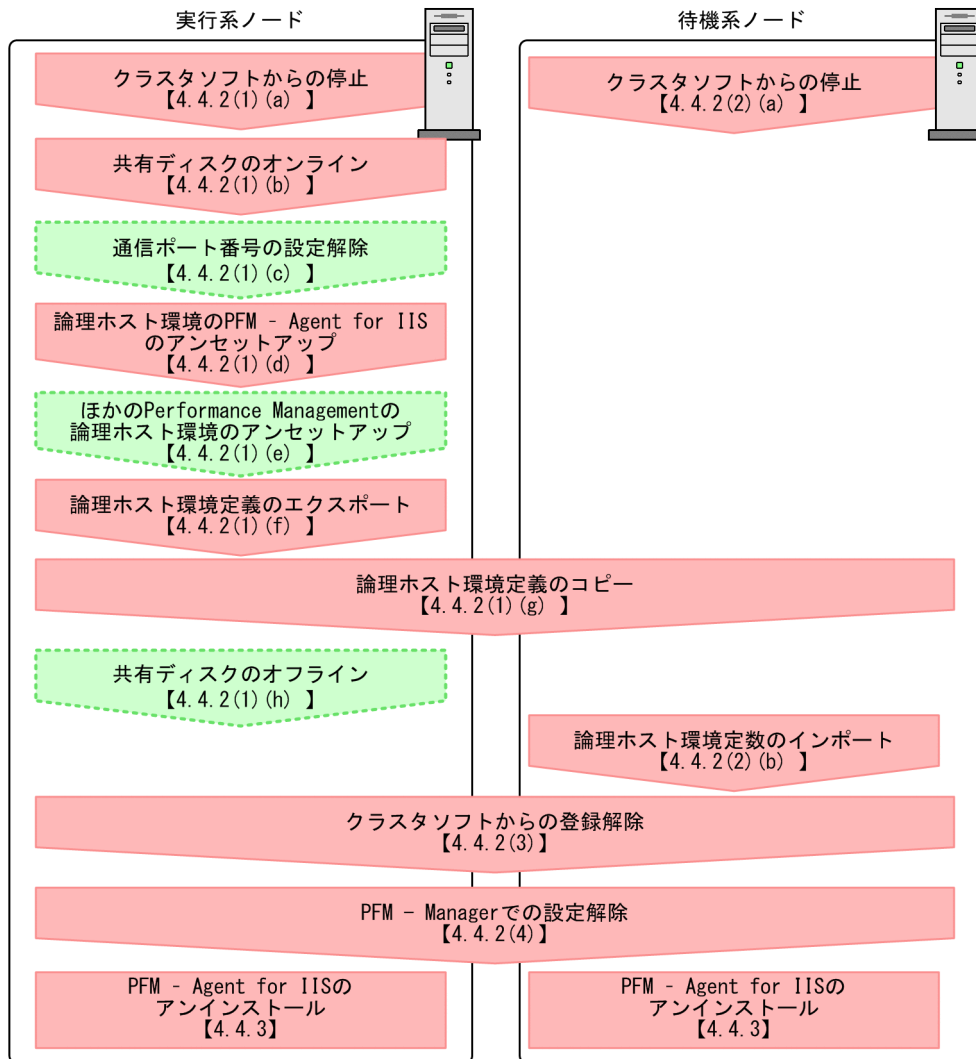 実行系ノード
待機系ノード
クラスタソフトからの停止
【4.4.2(1)(a) 】
クラスタソフトからの停止
【4.4.2(2)(a) 】
共有ディスクのオンライン
【4.4.2(1)(b) 】
通信ポート番号の設定解除
【4.4.2(1)(c) 】
論理ホスト環境のPFM - Agent for IIS
のアンセットアップ
【4.4.2(1)(d) 】
ほかのPerformance Managementの
論理ホスト環境のアンセットアップ
【4.4.2(1)(e) 】
論理ホスト環境定義のエクスポート
【4.4.2(1)(f) 】
論理ホスト環境定義のコピー
【4.4.2(1)(g) 】
共有ディスクのオフライン
【4.4.2(1)(h) 】
論理ホスト環境定数のインポート
【4.4.2(2)(b) 】
クラスタソフトからの登録解除
【4.4.2(3)】
PFM − Managerでの設定解除
【4.4.2(4)】
PFM - Agent for IISの
アンインストール
【4.4.3】
PFM - Agent for IISの
アンインストール
【4.4.3】